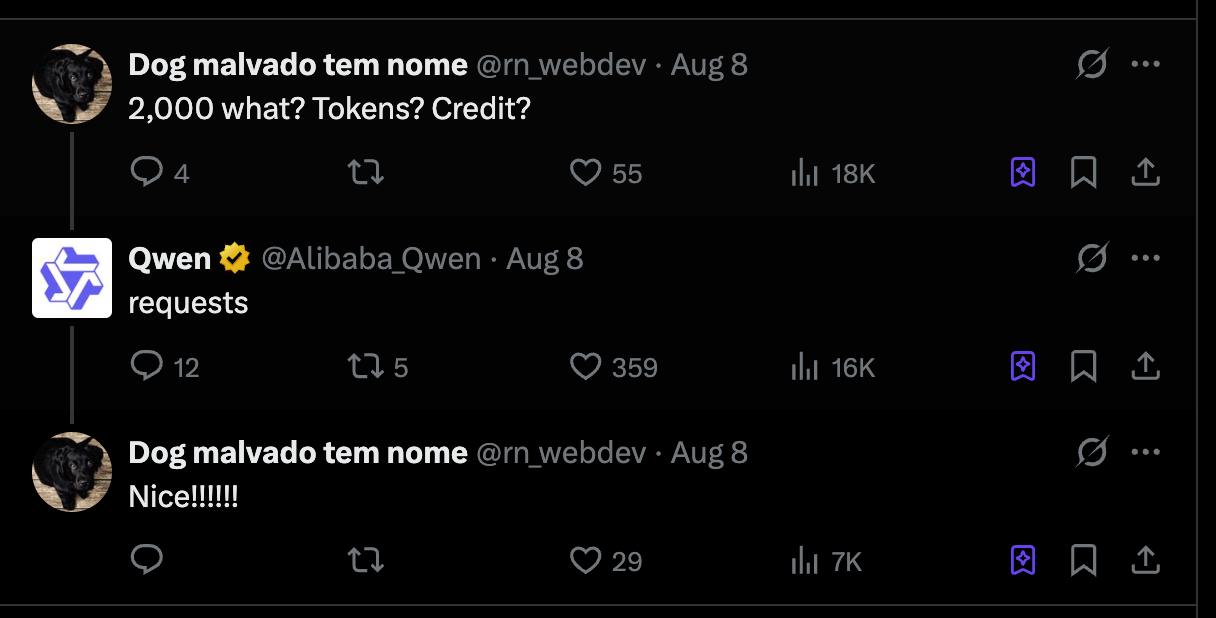 Dog malvado tem nome @rn_webdev · Aug 8
2,000 what? Tokens? Credit?
4 55 18K
Qwen @Alibaba_Qwen · Aug 8
requests
12 5 359 16K
Dog malvado tem nome @rn_webdev · Aug 8
Nice!!!!!!
29 7K